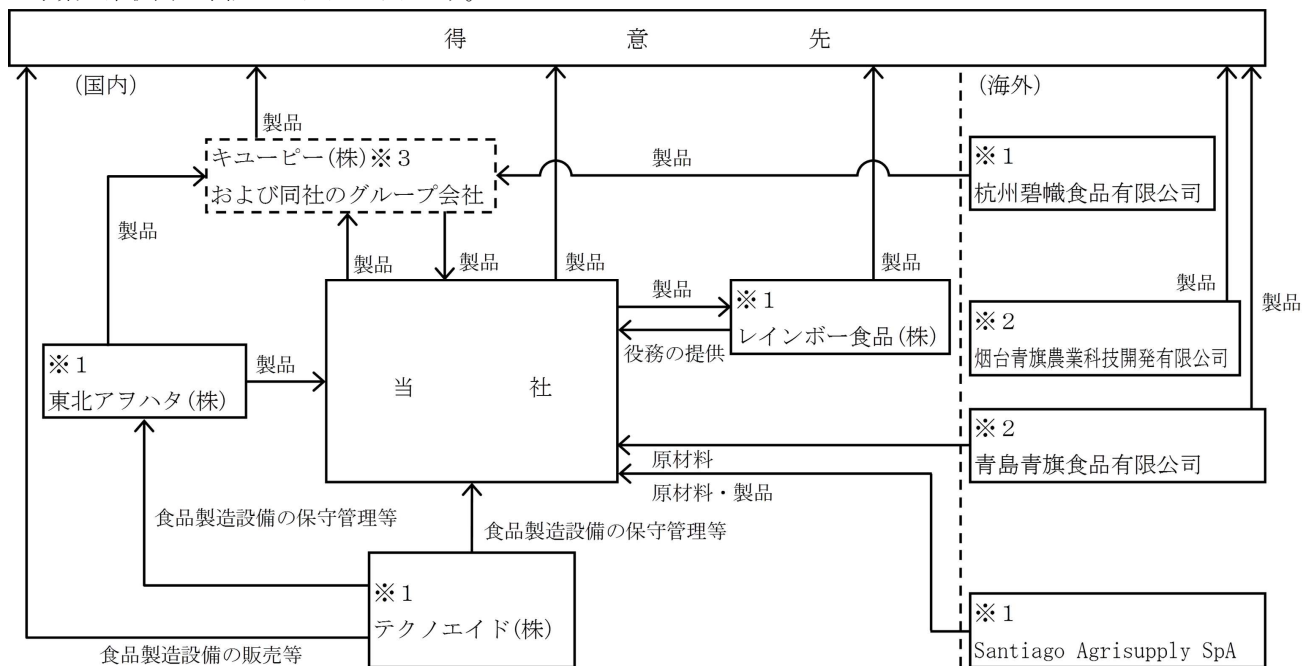 得意先
(国内)
(海外)
製品
キユーピー(株)※3
および同社のグループ会社
製品
※1
杭州碧幟食品有限公司
製品
製品
製品
製品
製品
製品
※1
レインボー食品(株)
役務の提供
製品
製品
※2
烟台青旗農業科技開発有限公司
※1
東北アヲハタ(株)
製品
当社
※2
青島青旗食品有限公司
原材料
原材料・製品
食品製造設備の保守管理等
食品製造設備の保守管理等
※1
テクノエイド(株)
食品製造設備の販売等
※1
Santiago Agrisupply SpA